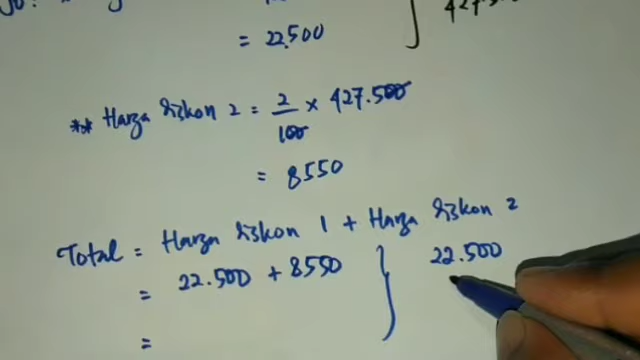 = 22.500
** Harga diskon 2 = 2/100 × 427.500
= 8550
Total = Harga diskon 1 + Harga diskon 2
= 22.500 + 8550 } 22.500
=